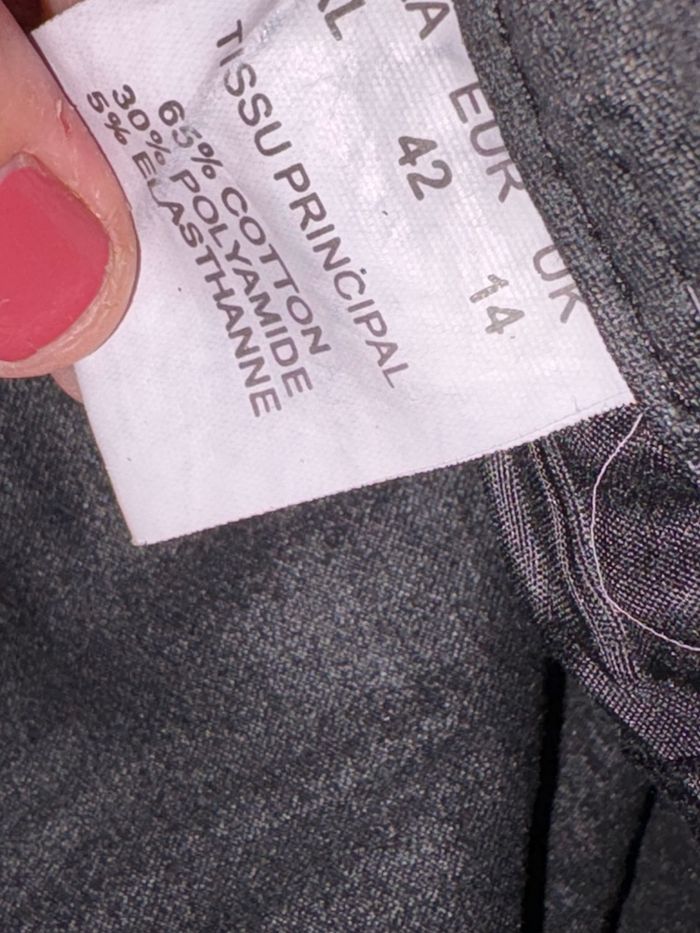 EUR
UK
42
14
TISSU PRINCIPAL
65% COTTON
30% POLYAMIDE
5% ELASTHANNE